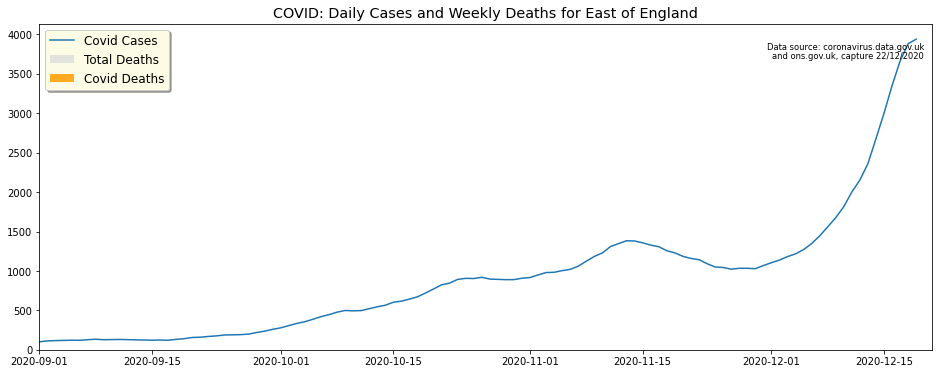 COVID: Daily Cases and Weekly Deaths for East of England
Covid Cases
Total Deaths
Covid Deaths
Data source: coronavirus.data.gov.uk
and ons.gov.uk, capture 22/12/2020
4000
3500
3000
2500
2000
1500
1000
500
0
2020-09-01
2020-09-15
2020-10-01
2020-10-15
2020-11-01
2020-11-15
2020-12-01
2020-12-15